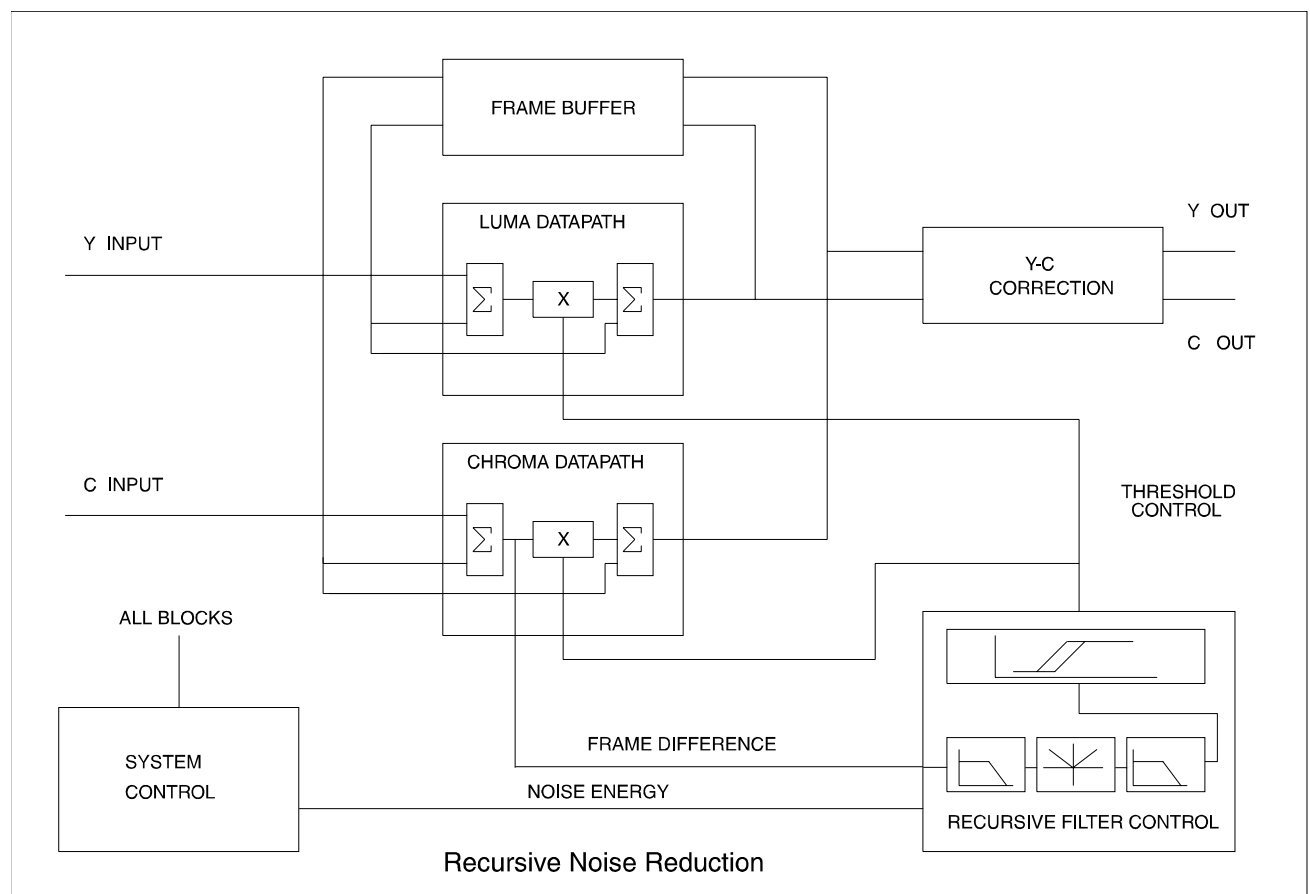 FRAME BUFFER
LUMA DATAPATH
Y INPUT
Σ
X
Σ
Y-C
CORRECTION
Y OUT
C OUT
CHROMA DATAPATH
C INPUT
Σ
X
Σ
THRESHOLD
CONTROL
ALL BLOCKS
SYSTEM
CONTROL
FRAME DIFFERENCE
NOISE ENERGY
RECURSIVE FILTER CONTROL
Recursive Noise Reduction